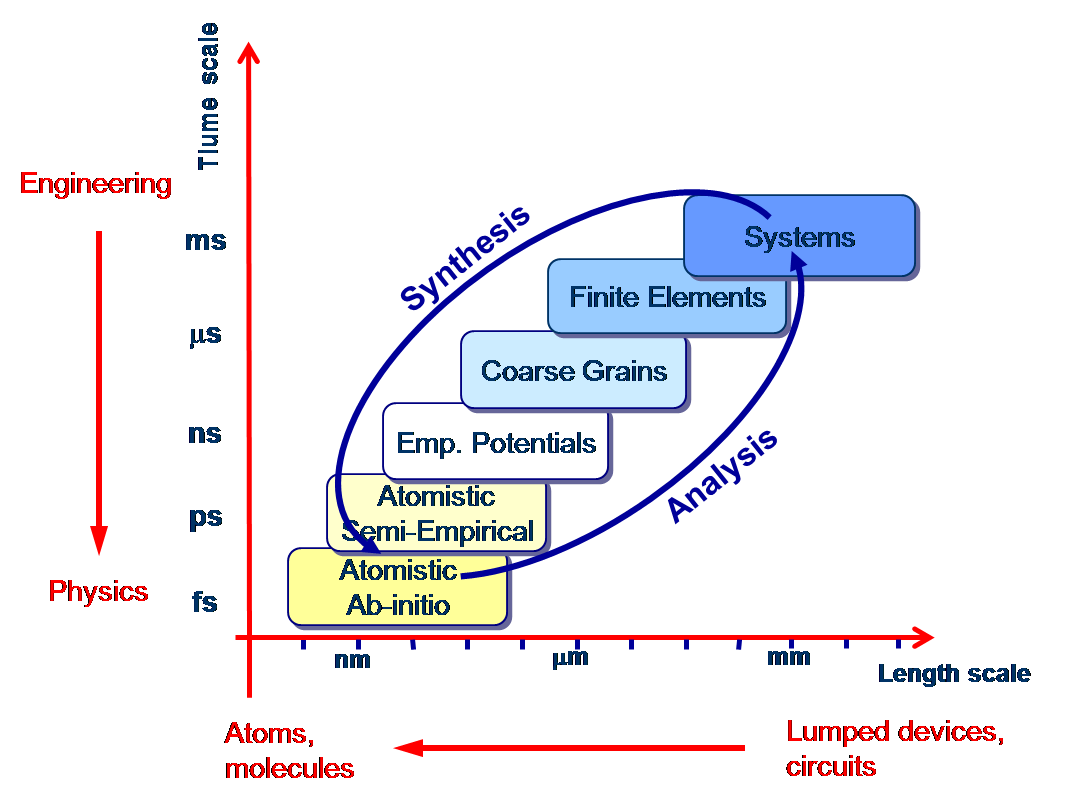 Tlume scale
Engineering
ms
μs
ns
ps
fs
Physics
Synthesis
Systems
Finite Elements
Coarse Grains
Emp. Potentials
Analysis
Atomistic
Semi-Empirical
Atomistic
Ab-initio
nm
μm
mm
Length scale
Atoms,
molecules
Lumped devices,
circuits